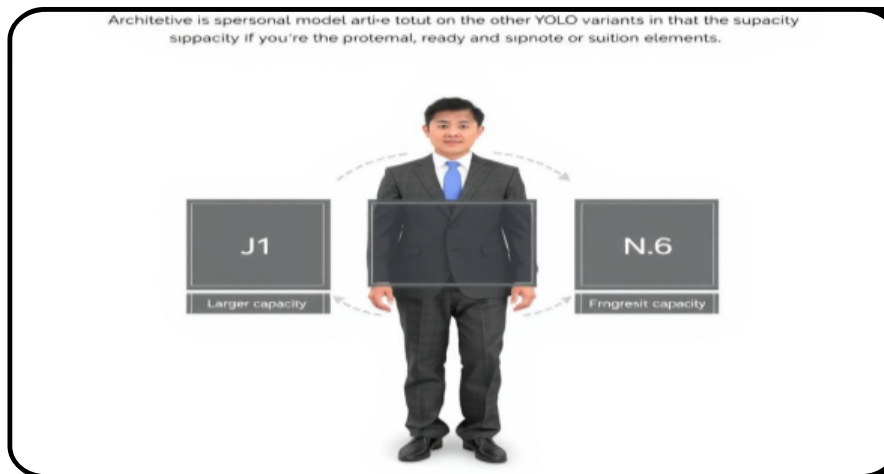 Architetive is spersonal model arti‹e totut on the other YOLO variants in that the supacity
sippacity if you're the protemal, ready and sipnote or suition elements.
J1
N.6
Larger capacity
Frngresit capacity